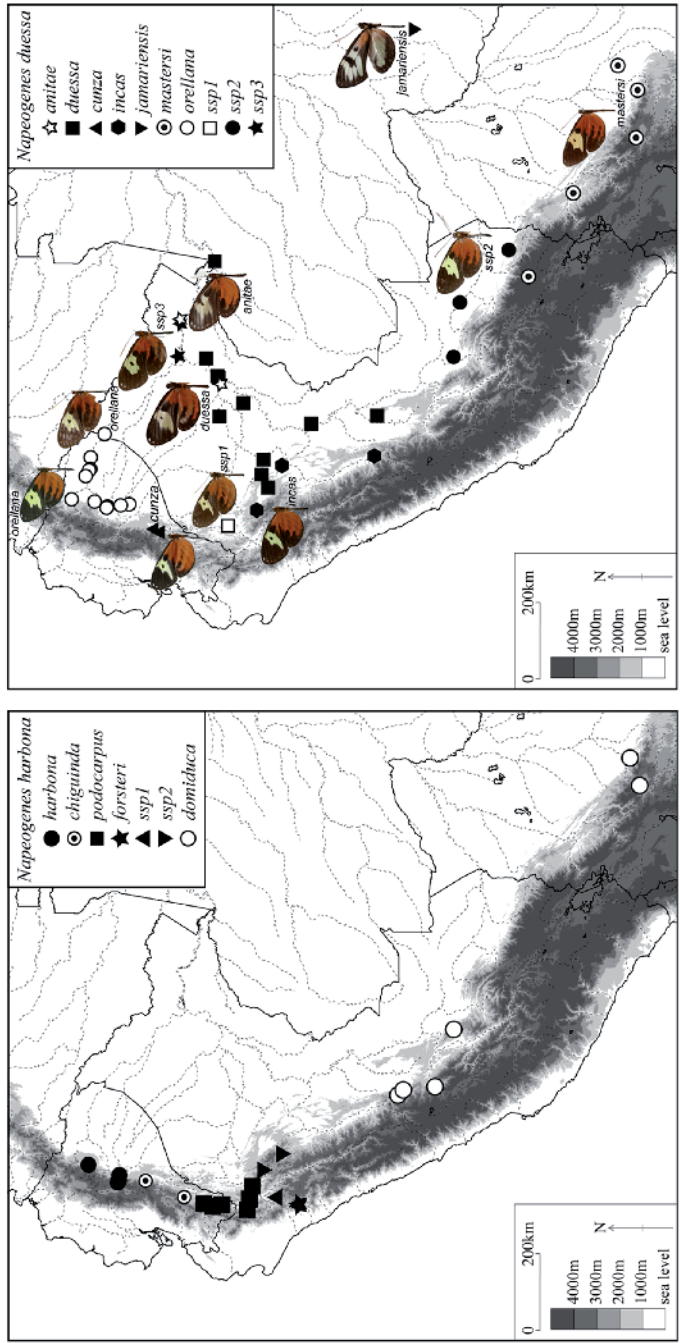 Napeogenes harbona
harbona
chiguinda
podocarpus
forsteri
ssp1
ssp2
domiduca
0 200km
4000m
3000m
2000m
1000m
sea level
N
Napeogenes duessa
anitae
duessa
cunza
incas
jamariensis
mastersi
orellana
ssp1
ssp2
ssp3
orellana
orellana
ssp3
anitae
duessa
cunza
ssp1
incas
jamariensis
ssp2
mastersi
0 200km
4000m
3000m
2000m
1000m
sea level
N